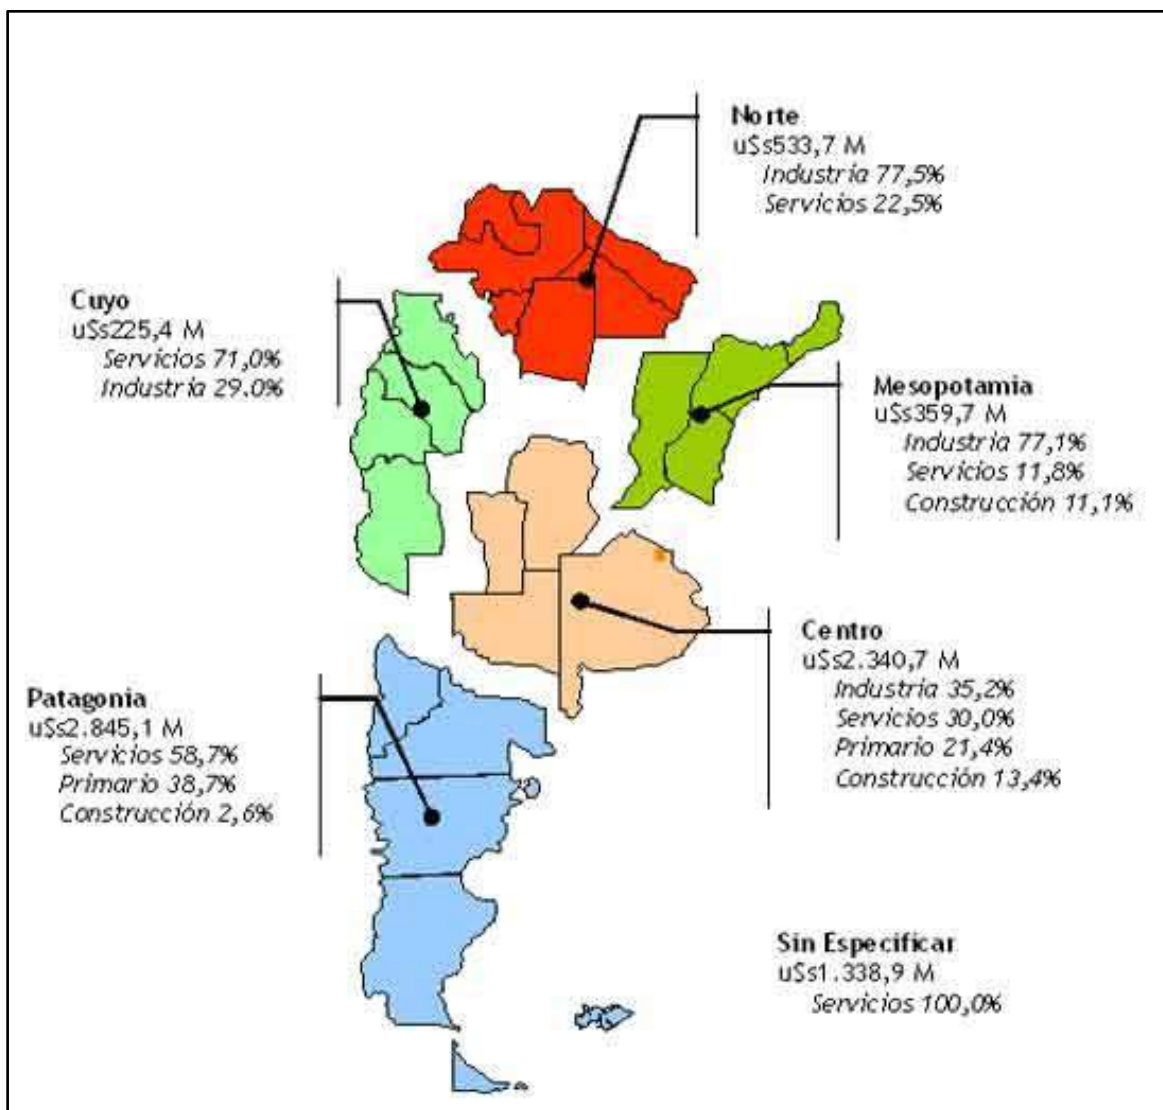 Norte
u$s533,7 M
Industria 77,5%
Servicios 22,5%
Cuyo
u$s225,4 M
Servicios 71,0%
Industria 29.0%
Mesopotamia
u$s359,7 M
Industria 77,1%
Servicios 11,8%
Construcción 11,1%
Centro
u$s2.340,7 M
Industria 35,2%
Servicios 30,0%
Primario 21,4%
Construcción 13,4%
Patagonia
u$s2.845,1 M
Servicios 58,7%
Primario 38,7%
Construcción 2,6%
Sin Especificar
u$s1.338,9 M
Servicios 100,0%